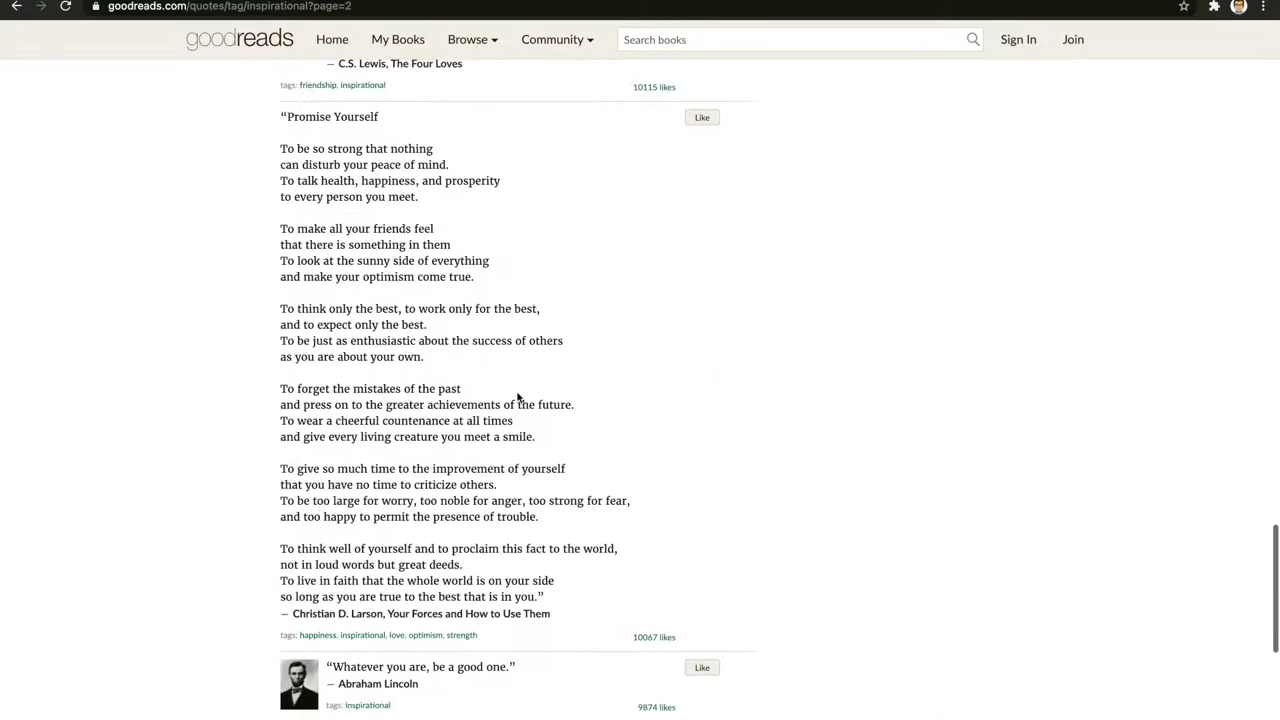 goodreads.com/quotes/tag/inspirational?page=2
goodreads Home My Books Browse Community Search books Sign In Join
— C.S. Lewis, The Four Loves
tags: friendship, inspirational 10115 likes
“Promise Yourself Like
To be so strong that nothing
can disturb your peace of mind.
To talk health, happiness, and prosperity
to every person you meet.
To make all your friends feel
that there is something in them
To look at the sunny side of everything
and make your optimism come true.
To think only the best, to work only for the best,
and to expect only the best.
To be just as enthusiastic about the success of others
as you are about your own.
To forget the mistakes of the past
and press on to the greater achievements of the future.
To wear a cheerful countenance at all times
and give every living creature you meet a smile.
To give so much time to the improvement of yourself
that you have no time to criticize others.
To be too large for worry, too noble for anger, too strong for fear,
and too happy to permit the presence of trouble.
To think well of yourself and to proclaim this fact to the world,
not in loud words but great deeds.
To live in faith that the whole world is on your side
so long as you are true to the best that is in you.”
— Christian D. Larson, Your Forces and How to Use Them
tags: happiness, inspirational, love, optimism, strength 10067 likes
“Whatever you are, be a good one.” Like
— Abraham Lincoln
tags: inspirational 9874 likes